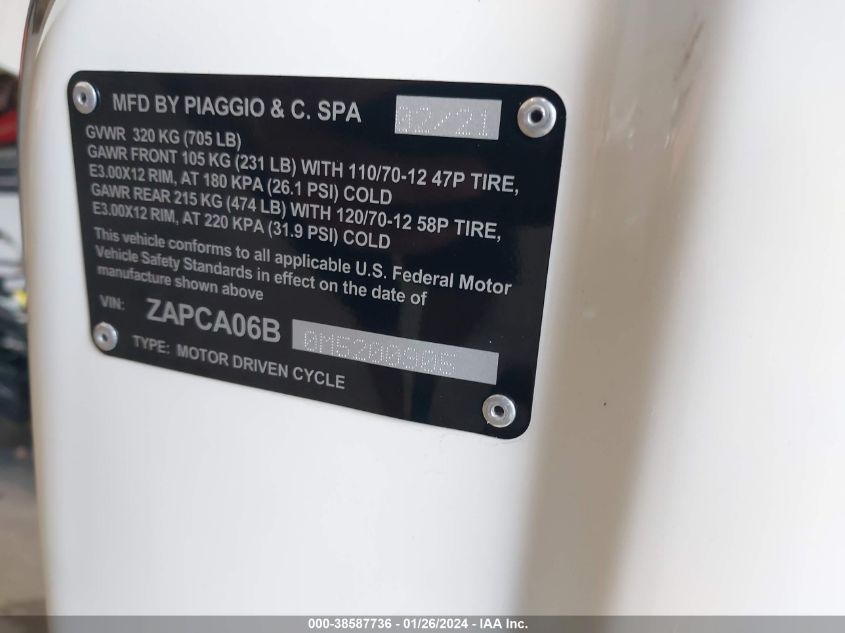 MFD BY PIAGGIO & C. SPA 02/21
GVWR 320 KG (705 LB)
GAWR FRONT 105 KG (231 LB) WITH 110/70-12 47P TIRE,
E3.00X12 RIM, AT 180 KPA (26.1 PSI) COLD
GAWR REAR 215 KG (474 LB) WITH 120/70-12 58P TIRE,
E3.00X12 RIM, AT 220 KPA (31.9 PSI) COLD
This vehicle conforms to all applicable U.S. Federal Motor
Vehicle Safety Standards in effect on the date of
manufacture shown above
VIN: ZAPCA06B 0M5200905
TYPE: MOTOR DRIVEN CYCLE
000-38587736 - 01/26/2024 - IAA Inc.